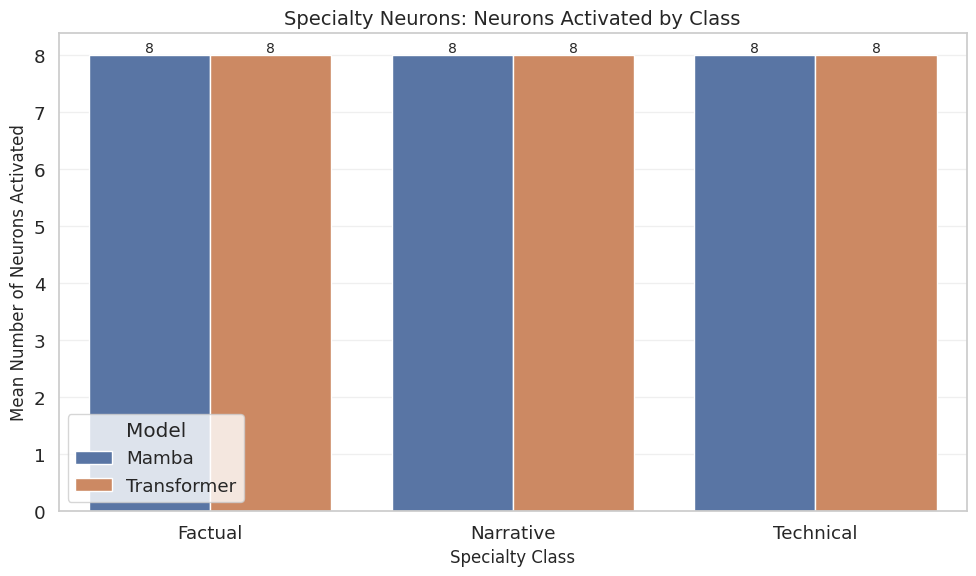 Specialty Neurons: Neurons Activated by Class
Mean Number of Neurons Activated
8
7
6
5
4
3
2
1
0
8 8 8 8 8 8
Model
Mamba
Transformer
Factual Narrative Technical
Specialty Class